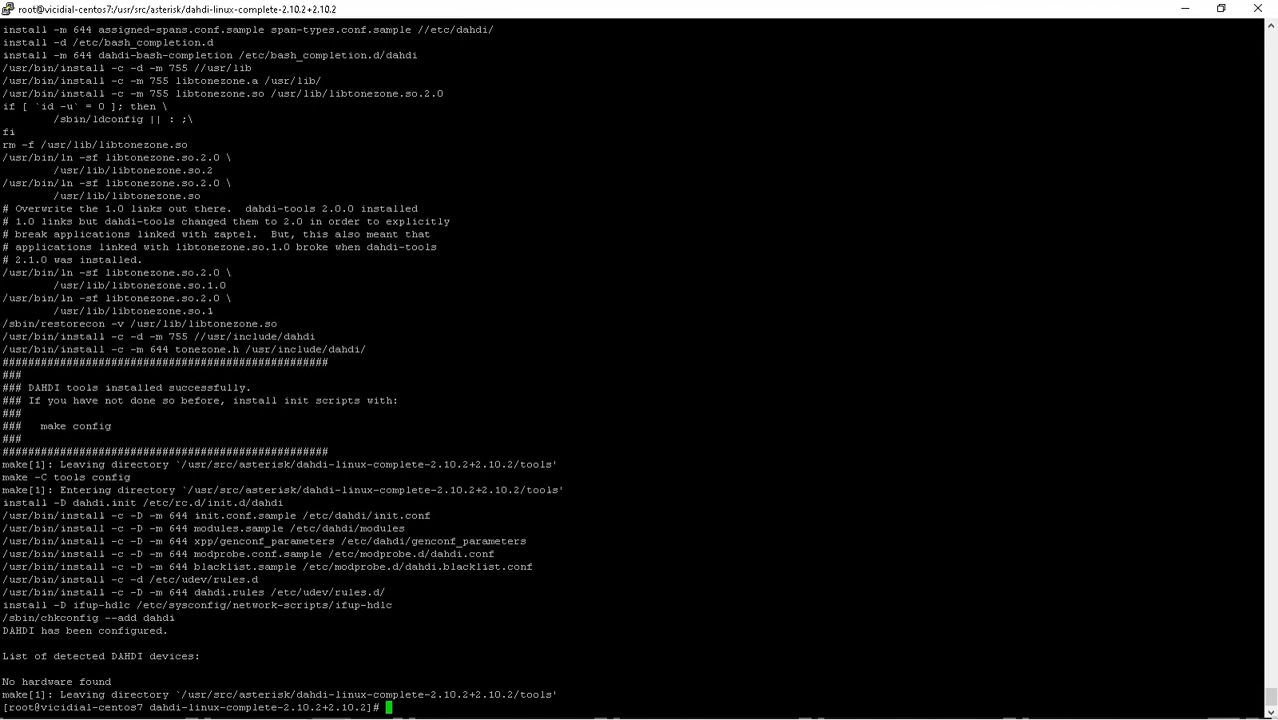 root@vicidial-centos7:/usr/src/asterisk/dahdi-linux-complete-2.10.2+2.10.2
install -m 644 assigned-spans.conf.sample span-types.conf.sample //etc/dahdi/
install -d /etc/bash_completion.d
install -m 644 dahdi-bash-completion /etc/bash_completion.d/dahdi
/usr/bin/install -c -d -m 755 //usr/lib
/usr/bin/install -c -m 755 libtonezone.a /usr/lib/
/usr/bin/install -c -m 755 libtonezone.so /usr/lib/libtonezone.so.2.0
if [ `id -u` = 0 ]; then \
        /sbin/ldconfig || : ;\
fi
rm -f /usr/lib/libtonezone.so
/usr/bin/ln -sf libtonezone.so.2.0 \
        /usr/lib/libtonezone.so.2
/usr/bin/ln -sf libtonezone.so.2.0 \
        /usr/lib/libtonezone.so
# Overwrite the 1.0 links out there.  dahdi-tools 2.0.0 installed
# 1.0 links but dahdi-tools changed them to 2.0 in order to explicitly
# break applications linked with zaptel.  But, this also meant that
# applications linked with libtonezone.so.1.0 broke when dahdi-tools
# 2.1.0 was installed.
/usr/bin/ln -sf libtonezone.so.2.0 \
        /usr/lib/libtonezone.so.1.0
/usr/bin/ln -sf libtonezone.so.2.0 \
        /usr/lib/libtonezone.so.1
/sbin/restorecon -v /usr/lib/libtonezone.so
/usr/bin/install -c -d -m 755 //usr/include/dahdi
/usr/bin/install -c -m 644 tonezone.h /usr/include/dahdi/
###################################################
###
### DAHDI tools installed successfully.
### If you have not done so before, install init scripts with:
###
###   make config
###
###################################################
make[1]: Leaving directory `/usr/src/asterisk/dahdi-linux-complete-2.10.2+2.10.2/tools'
make -C tools config
make[1]: Entering directory `/usr/src/asterisk/dahdi-linux-complete-2.10.2+2.10.2/tools'
install -D dahdi.init /etc/rc.d/init.d/dahdi
/usr/bin/install -c -D -m 644 init.conf.sample /etc/dahdi/init.conf
/usr/bin/install -c -D -m 644 modules.sample /etc/dahdi/modules
/usr/bin/install -c -D -m 644 xpp/genconf_parameters /etc/dahdi/genconf_parameters
/usr/bin/install -c -D -m 644 modprobe.conf.sample /etc/modprobe.d/dahdi.conf
/usr/bin/install -c -D -m 644 blacklist.sample /etc/modprobe.d/dahdi.blacklist.conf
/usr/bin/install -c -d /etc/udev/rules.d
/usr/bin/install -c -m 644 dahdi.rules /etc/udev/rules.d/
install -D ifup-hdlc /etc/sysconfig/network-scripts/ifup-hdlc
/sbin/chkconfig --add dahdi
DAHDI has been configured.
List of detected DAHDI devices:
No hardware found
make[1]: Leaving directory `/usr/src/asterisk/dahdi-linux-complete-2.10.2+2.10.2/tools'
[root@vicidial-centos7 dahdi-linux-complete-2.10.2+2.10.2]#